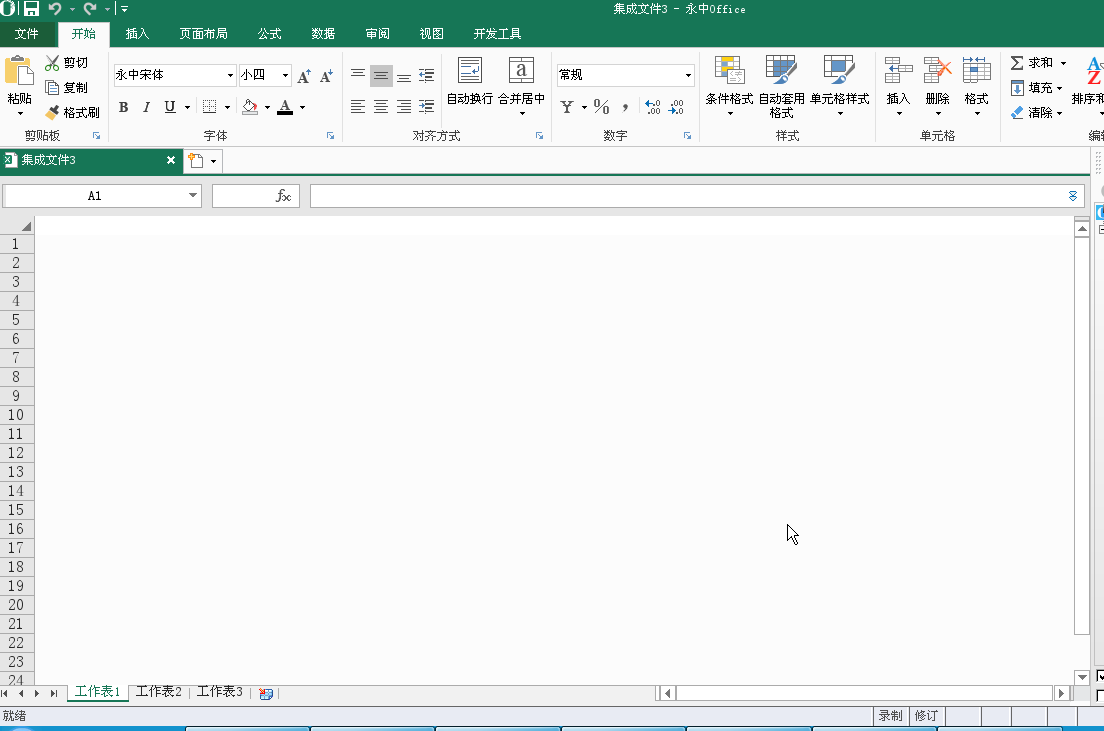 集成文件3 - 永中Office
文件 开始 插入 页面布局 公式 数据 审阅 视图 开发工具
粘贴 剪切 复制 格式刷 剪贴板
永中宋体 小四 A A
B I U A 字体
自动换行 合并居中 对齐方式
常规
Y % , 数字
条件格式 自动套用格式 单元格样式 样式
插入 删除 格式 单元格
Σ 求和 填充 清除
集成文件3
A1 fx
1
2
3
4
5
6
7
8
9
10
11
12
13
14
15
16
17
18
19
20
21
22
23
24
工作表1 工作表2 工作表3
就绪 录制 修订